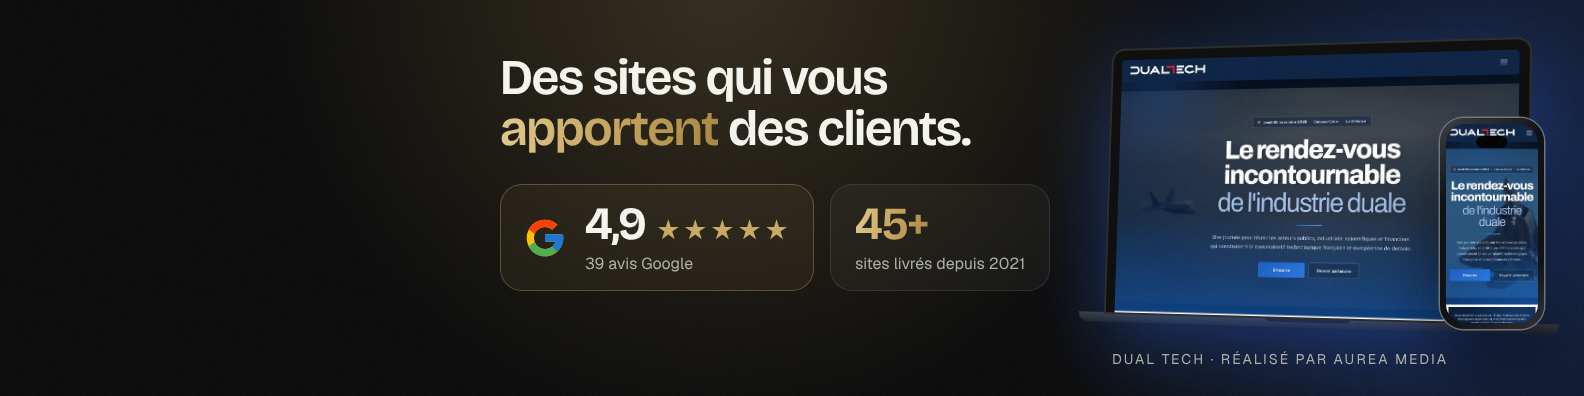 Des sites qui vous
apportent des clients.
4,9 ★★★★★
39 avis Google
45+
sites livrés depuis 2021
DUALTECH
Le rendez-vous
incontournable
de l'industrie duale
Devenir partenaire
DUALTECH
Le rendez-vous
incontournable
de l'industrie
duale
DUAL TECH · RÉALISÉ PAR AUREA MEDIA